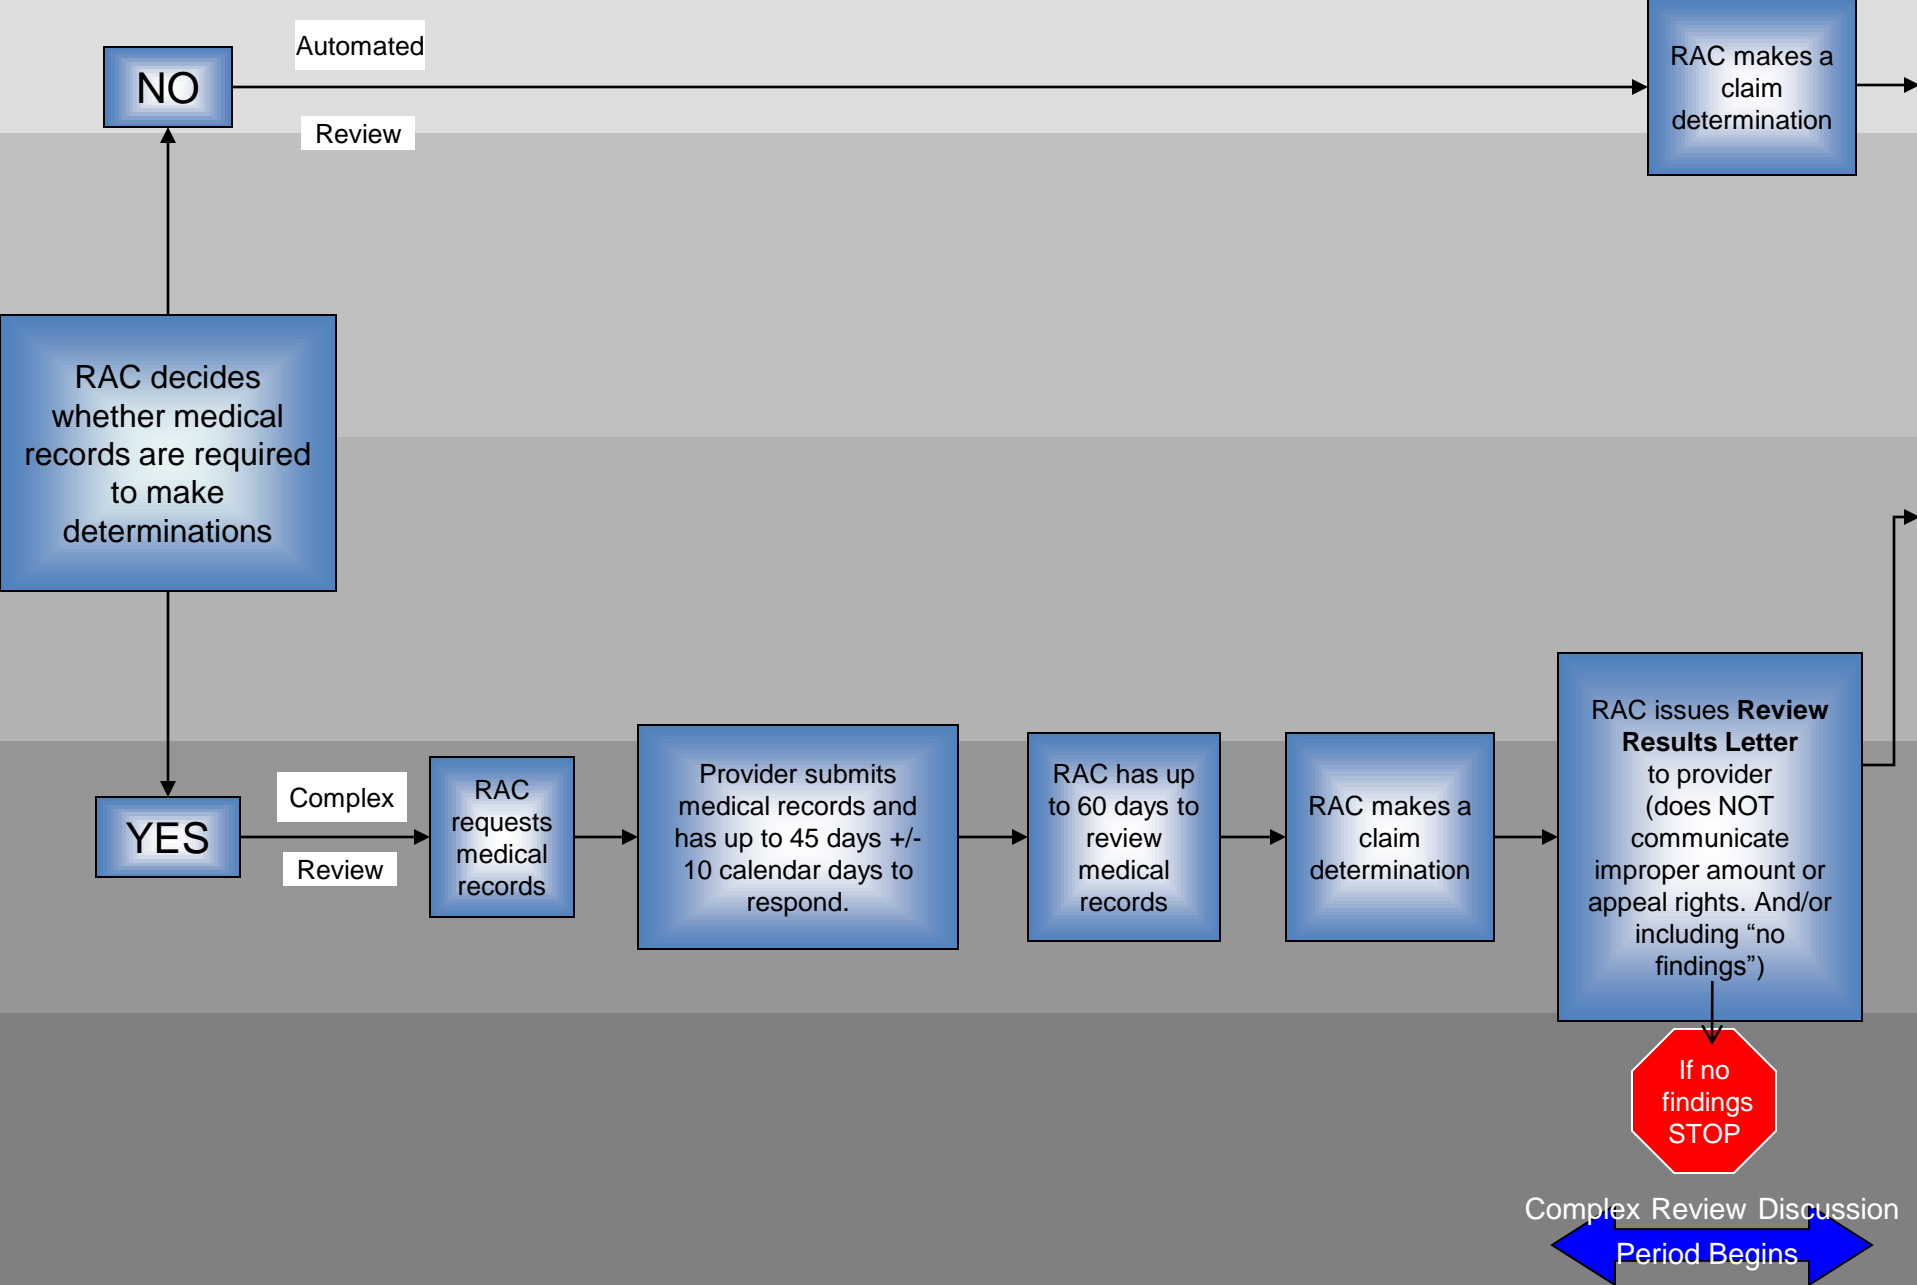 Automated
NO
Review
RAC makes a
claim
determination
RAC decides
whether medical
records are required
to make
determinations
YES
Complex
Review
RAC
requests
medical
records
Provider submits
medical records and
has up to 45 days +/-
10 calendar days to
respond.
RAC has up
to 60 days to
review
medical
records
RAC makes a
claim
determination
RAC issues Review
Results Letter
to provider
(does NOT
communicate
improper amount or
appeal rights. And/or
including “no
findings”)
If no
findings
STOP
Complex Review Discussion
Period Begins